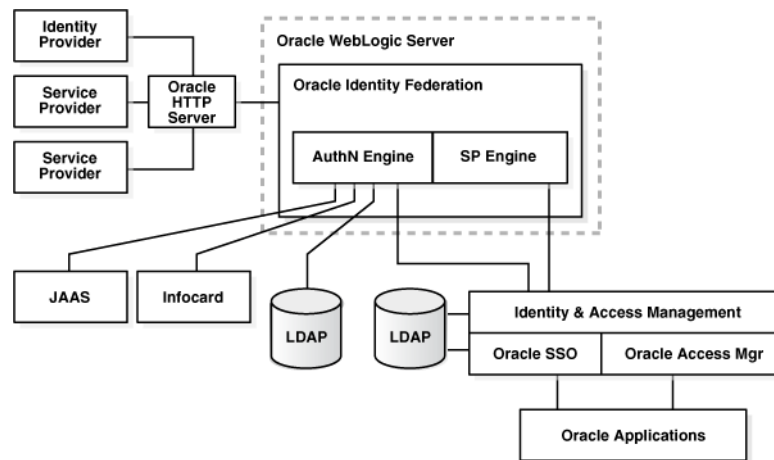 Identity
Provider
Service
Provider
Service
Provider
Oracle
HTTP
Server
Oracle WebLogic Server
Oracle Identity Federation
AuthN Engine
SP Engine
JAAS
Infocard
LDAP
LDAP
Identity & Access Management
Oracle SSO
Oracle Access Mgr
Oracle Applications